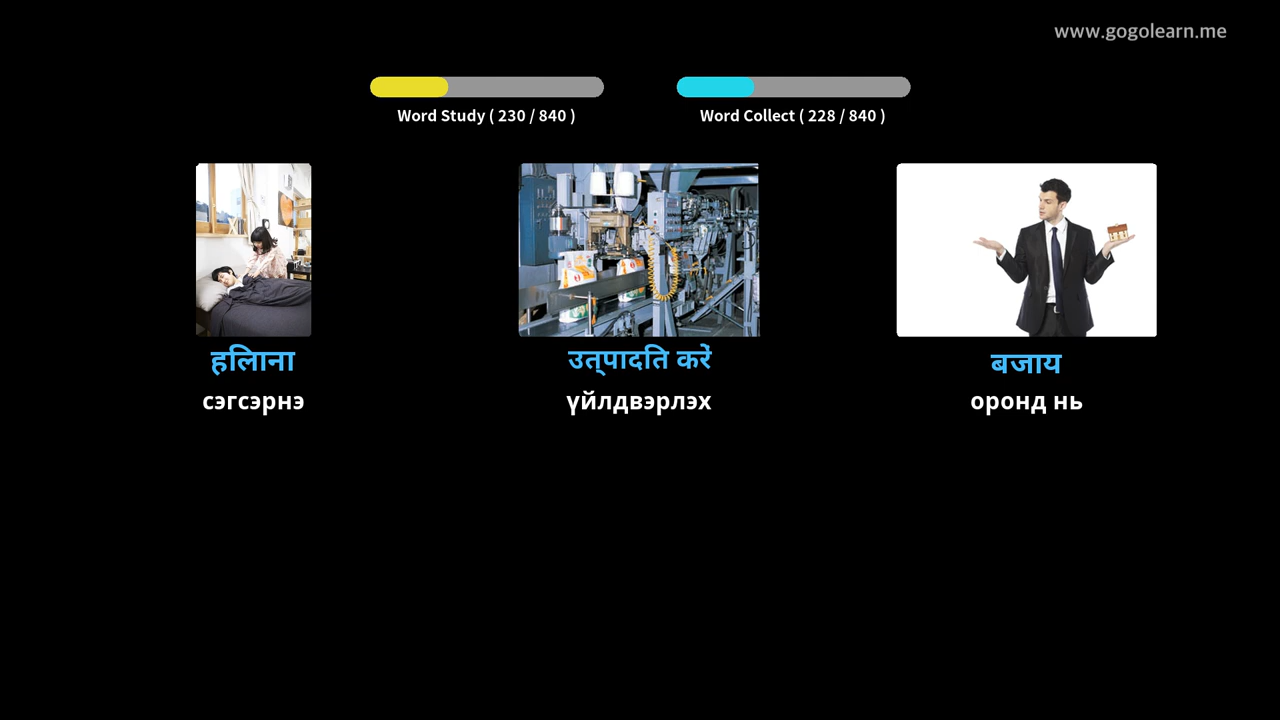 www.gogolearn.me
Word Study ( 230 / 840 )
Word Collect ( 228 / 840 )
हलिाना
उत्पादति करें
बजाय
сэгсэрнэ
үйлдвэрлэх
оронд нь